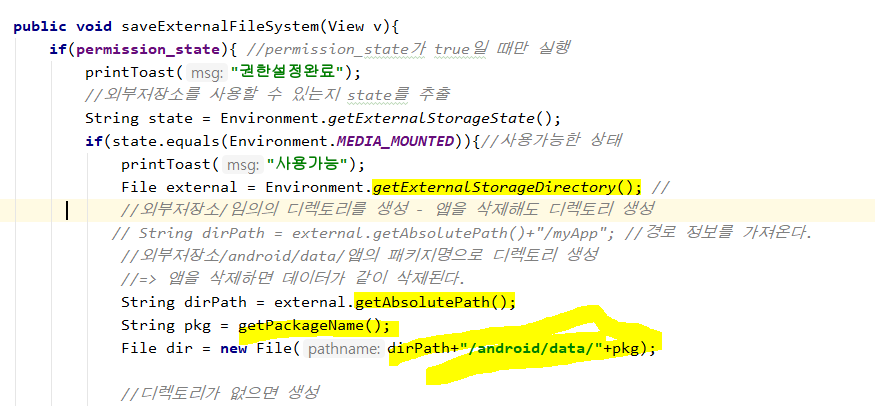 public void saveExternalFileSystem(View v){
if(permission_state){ //permission_state가 true일 때만 실행
printToast( msg: "권한설정완료");
//외부저장소를 사용할 수 있는지 state를 추출
String state = Environment.getExternalStorageState();
if(state.equals(Environment.MEDIA_MOUNTED)){//사용가능한 상태
printToast( msg: "사용가능");
File external = Environment.getExternalStorageDirectory(); //
//외부저장소/임의의 디렉토리를 생성 - 앱을 삭제해도 디렉토리 생성
// String dirPath = external.getAbsolutePath()+"/myApp"; //경로 정보를 가져온다.
//외부저장소/android/data/앱의 패키지명으로 디렉토리 생성
//=> 앱을 삭제하면 데이터가 같이 삭제된다.
String dirPath = external.getAbsolutePath();
String pkg = getPackageName();
File dir = new File( pathname: dirPath+"/android/data/"+pkg);
//디렉토리가 없으면 생성